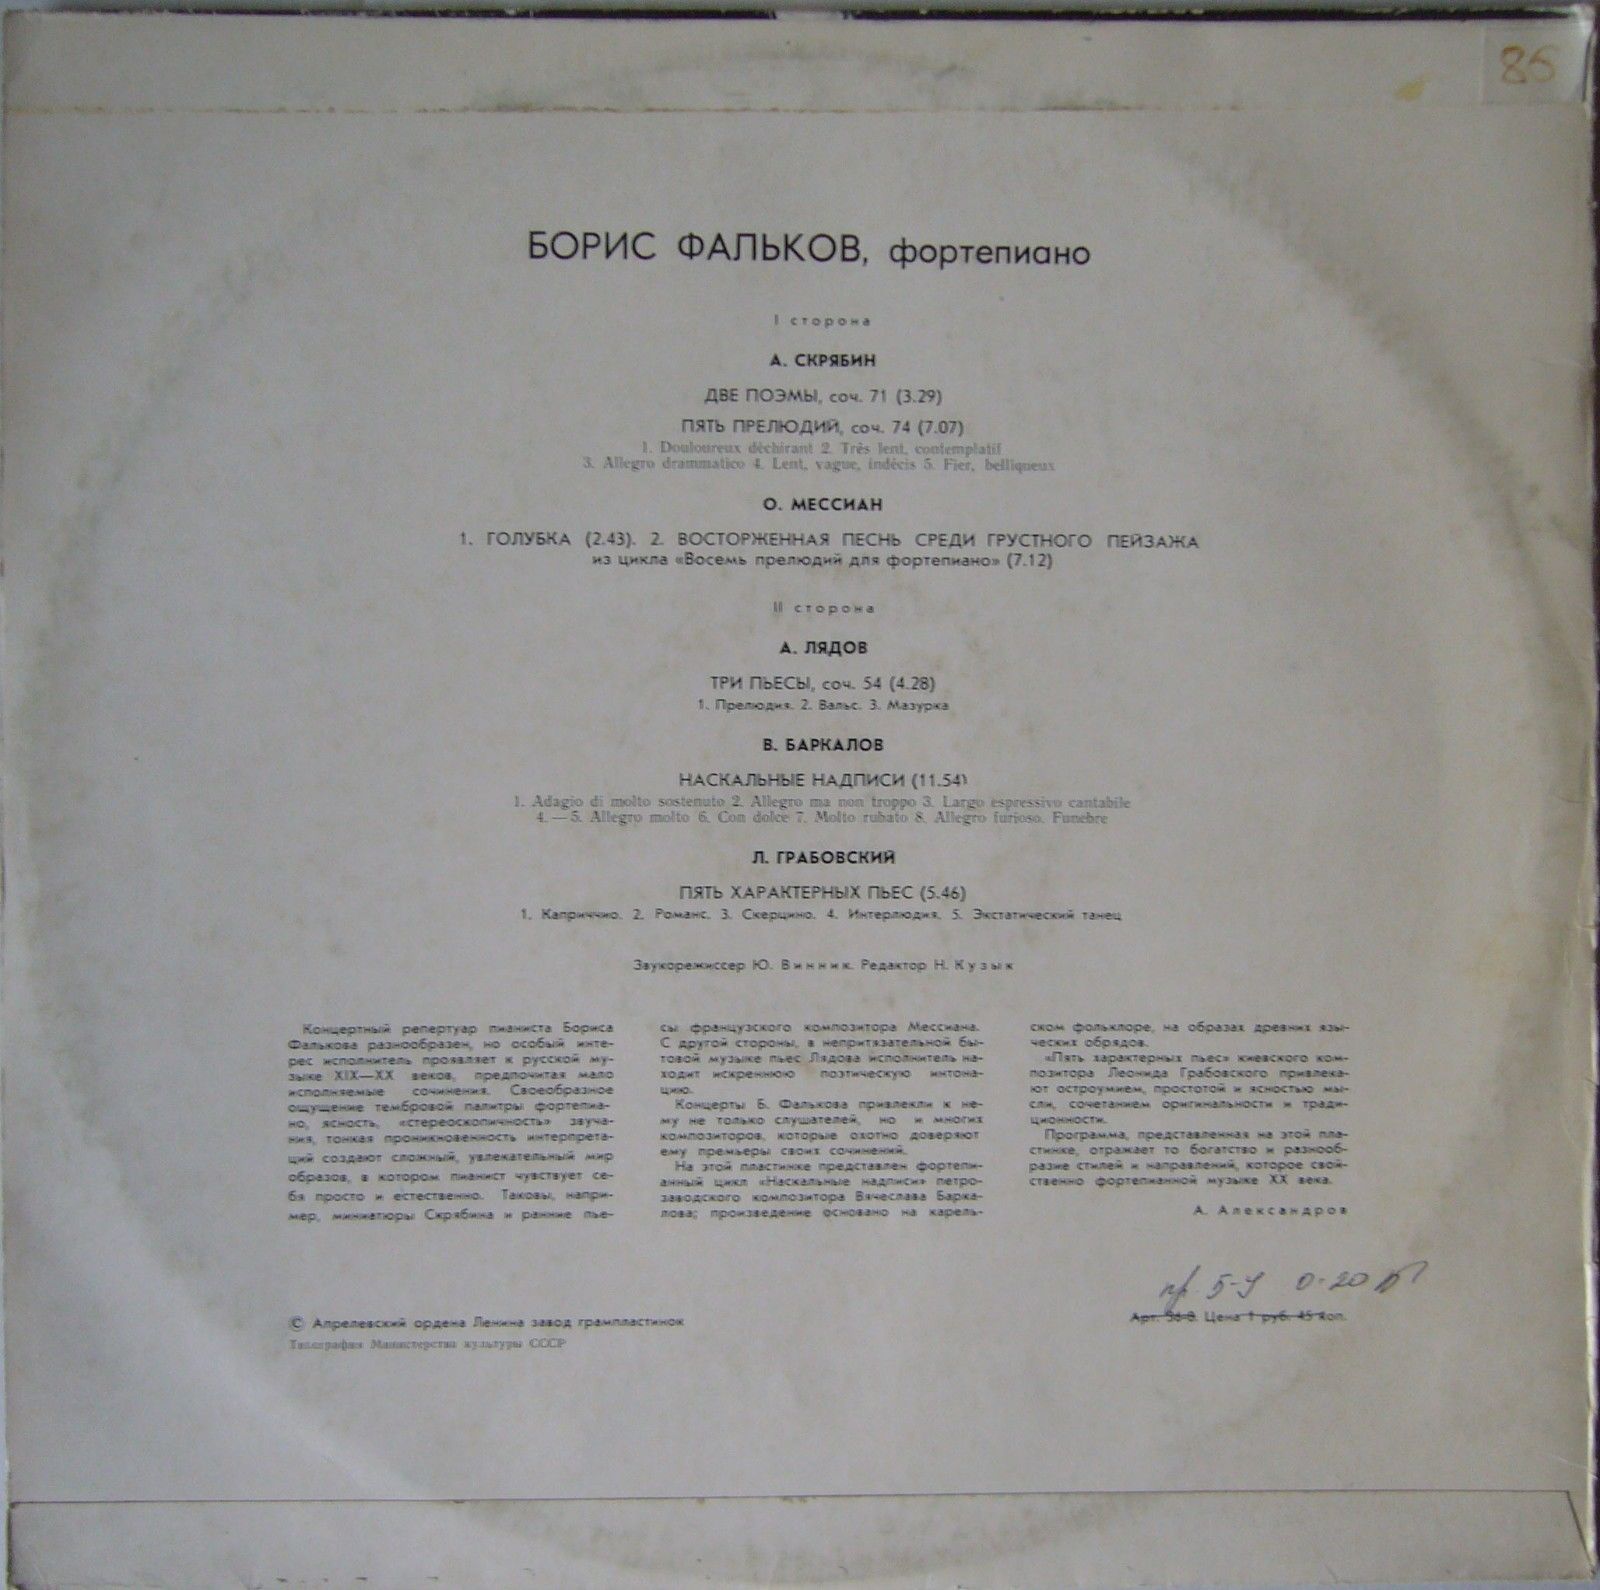 86
БОРИС ФАЛЬКОВ, фортепиано
I сторона
А. СКРЯБИН
ДВЕ ПОЭМЫ, соч. 71 (3.29)
ПЯТЬ ПРЕЛЮДИЙ, соч. 74 (7.07)
1. Douloureux déchirant 2. Très lent, contemplatif
3. Allegro drammatico 4. Lent, vague, indécis 5. Fier, belliqueux
О. МЕССИАН
1. ГОЛУБКА (2.43). 2. ВОСТОРЖЕННАЯ ПЕСНЬ СРЕДИ ГРУСТНОГО ПЕЙЗАЖА
из цикла «Восемь прелюдий для фортепиано» (7.12)
II сторона
А. ЛЯДОВ
ТРИ ПЬЕСЫ, соч. 54 (4.28)
1. Прелюдия. 2. Вальс. 3. Мазурка
В. БАРКАЛОВ
НАСКАЛЬНЫЕ НАДПИСИ (11.54)
1. Adagio di molto sostenuto 2. Allegro ma non troppo 3. Largo espressivo cantabile
4.—5. Allegro molto 6. Con dolce 7. Molto rubato 8. Allegro furioso. Funebre
Л. ГРАБОВСКИЙ
ПЯТЬ ХАРАКТЕРНЫХ ПЬЕС (5.46)
1. Каприччио. 2. Романс. 3. Скерцино. 4. Интерлюдия. 5. Экстатический танец
Звукорежиссер Ю. Винник. Редактор Н. Кузык
Концертный репертуар пианиста Бориса
Фалькова разнообразен, но особый инте-
рес исполнитель проявляет к русской му-
зыке XIX—XX веков, предпочитая мало
исполняемые сочинения. Своеобразное
ощущение тембровой палитры фортепиа-
но, ясность, «стереоскопичность» звуча-
ния, тонкая проникновенность интерпрета-
ций создают сложный, увлекательный мир
образов, в котором пианист чувствует се-
бя просто и естественно. Таковы, напри-
мер, миниатюры Скрябина и ранние пье-
сы французского композитора Мессиана.
С другой стороны, в непритязательной бы-
товой музыке пьес Лядова исполнитель на-
ходит искреннюю поэтическую интона-
цию.
Концерты Б. Фалькова привлекли к не-
му не только слушателей, но и многих
композиторов, которые охотно доверяют
ему премьеры своих сочинений.
На этой пластинке представлен фортепи-
анный цикл «Наскальные надписи» петро-
заводского композитора Вячеслава Барка-
лова; произведение основано на карель-
ском фольклоре, на образах древних язы-
ческих обрядов.
«Пять характерных пьес» киевского ком-
позитора Леонида Грабовского привлека-
ют остроумием, простотой и ясностью мы-
сли, сочетанием оригинальности и тради-
ционности.
Программа, представленная на этой пла-
стинке, отражает то богатство и разнооб-
разие стилей и направлений, которое свой-
ственно фортепианной музыке XX века.
А. Александров
5-9 0-20
Арт. 36-8. Цена 1 руб. 45 коп.
© Апрелевский ордена Ленина завод грампластинок
Типография Министерства культуры СССР